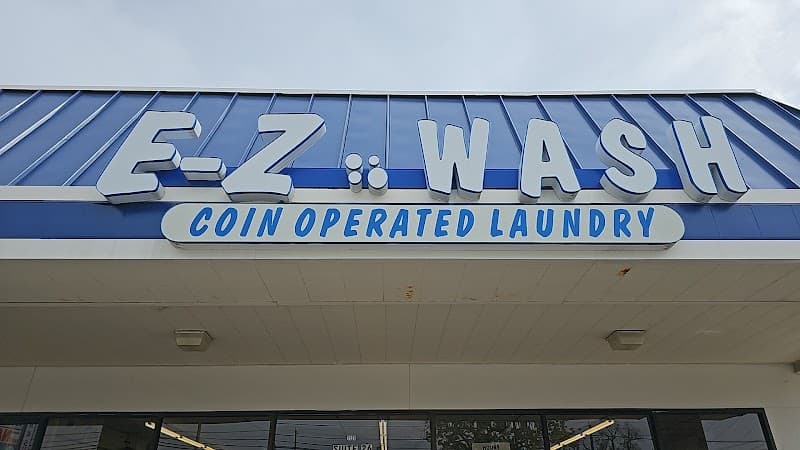 E-Z WASH
COIN OPERATED LAUNDRY